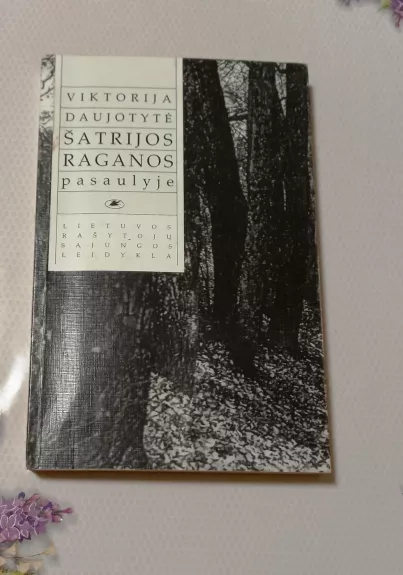 VIKTORIJA
DAUJOTYTĖ
ŠATRIJOS
RAGANOS
pasaulyje
LIETUVOS
RAŠYTOJŲ
SĄJUNGOS
LEIDYKLA